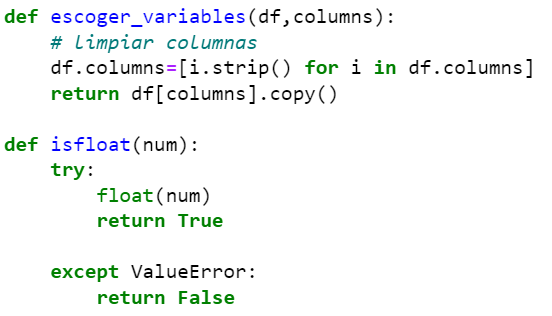 def escoger_variables(df,columns):
    # limpiar columnas
    df.columns=[i.strip() for i in df.columns]
    return df[columns].copy()

def isfloat(num):
    try:
        float(num)
        return True

    except ValueError:
        return False